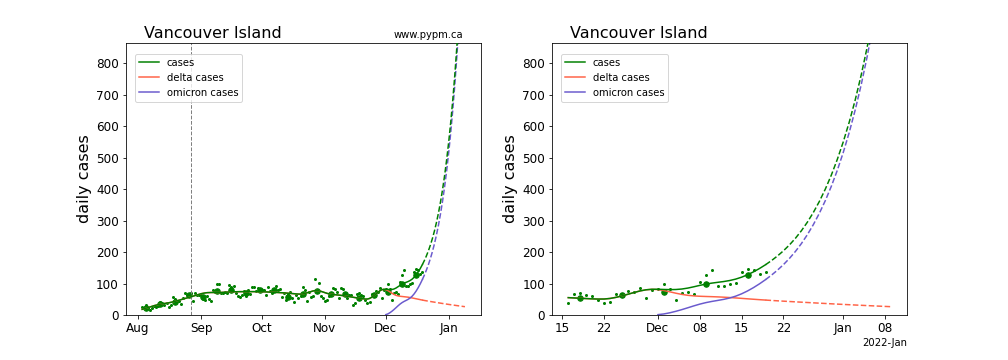 Vancouver Island
www.pypm.ca
cases
delta cases
omicron cases
daily cases
800
700
600
500
400
300
200
100
0
Aug Sep Oct Nov Dec Jan
Vancouver Island
cases
delta cases
omicron cases
daily cases
800
700
600
500
400
300
200
100
0
15 22 Dec 08 15 22 Jan 08
2022-Jan